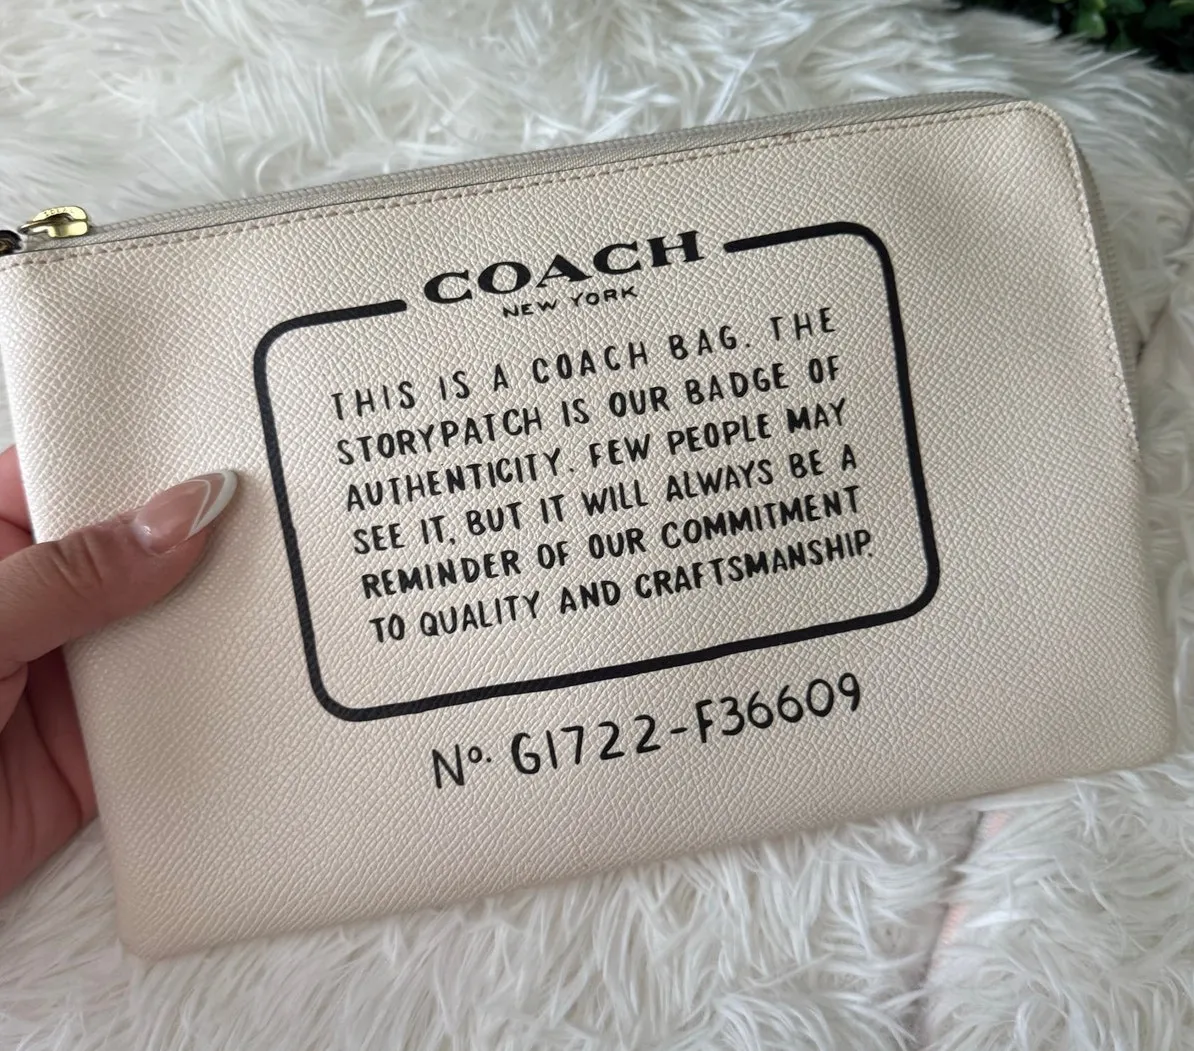 COACH
NEW YORK
THIS IS A COACH BAG. THE
STORYPATCH IS OUR BADGE OF
AUTHENTICITY. FEW PEOPLE MAY
SEE IT, BUT IT WILL ALWAYS BE A
REMINDER OF OUR COMMITMENT
TO QUALITY AND CRAFTSMANSHIP.
Nº. G1722-F36609